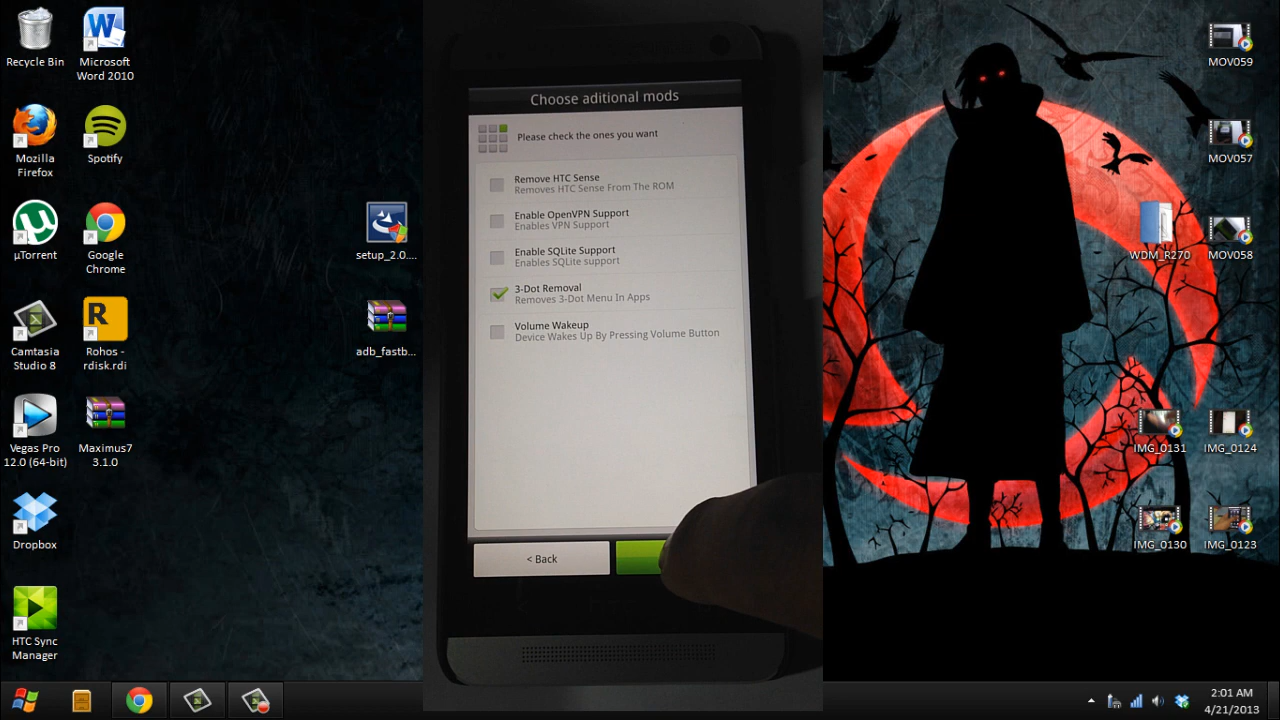 Recycle Bin
Microsoft
Word 2010
Mozilla
Firefox
Spotify
µTorrent
Google
Chrome
Camtasia
Studio 8
Rohos -
rdisk.rdi
Vegas Pro
12.0 (64-bit)
Maximus7
3.1.0
Dropbox
HTC Sync
Manager
setup_2.0....
adb_fastb...
Choose aditional mods
Please check the ones you want
Remove HTC Sense
Removes HTC Sense From The ROM
Enable OpenVPN Support
Enables VPN Support
Enable SQLite Support
Enables SQLite support
3-Dot Removal
Removes 3-Dot Menu In Apps
Volume Wakeup
Device Wakes Up By Pressing Volume Button
< Back
MOV059
MOV057
WDM_R270
MOV058
IMG_0131
IMG_0124
IMG_0130
IMG_0123
2:01 AM
4/21/2013